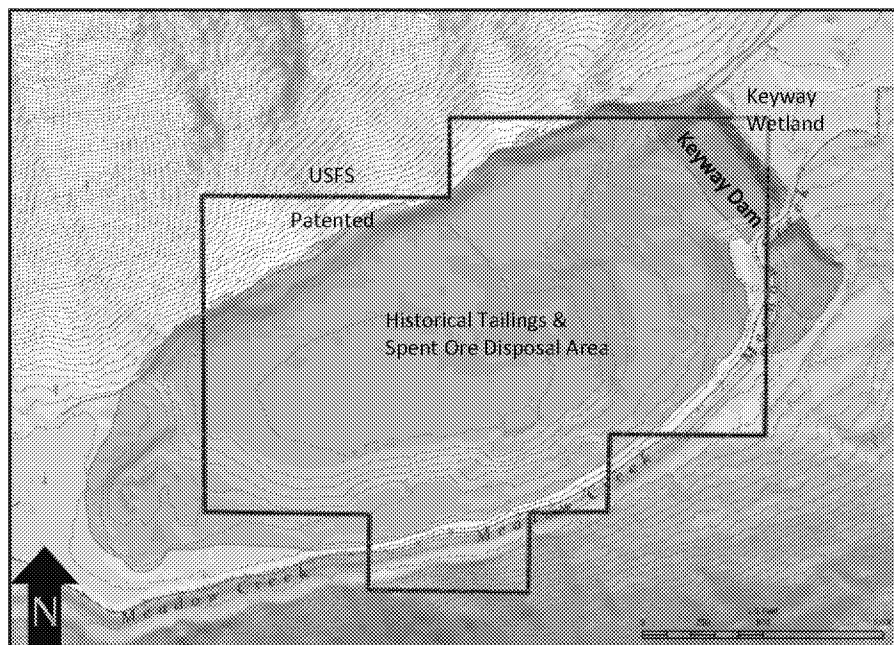 Keyway
Wetland
Keyway Dam
USFS
Patented
Historical Tailings &
Spent Ore Disposal Area
Meadow Creek
Meadow Creek
N